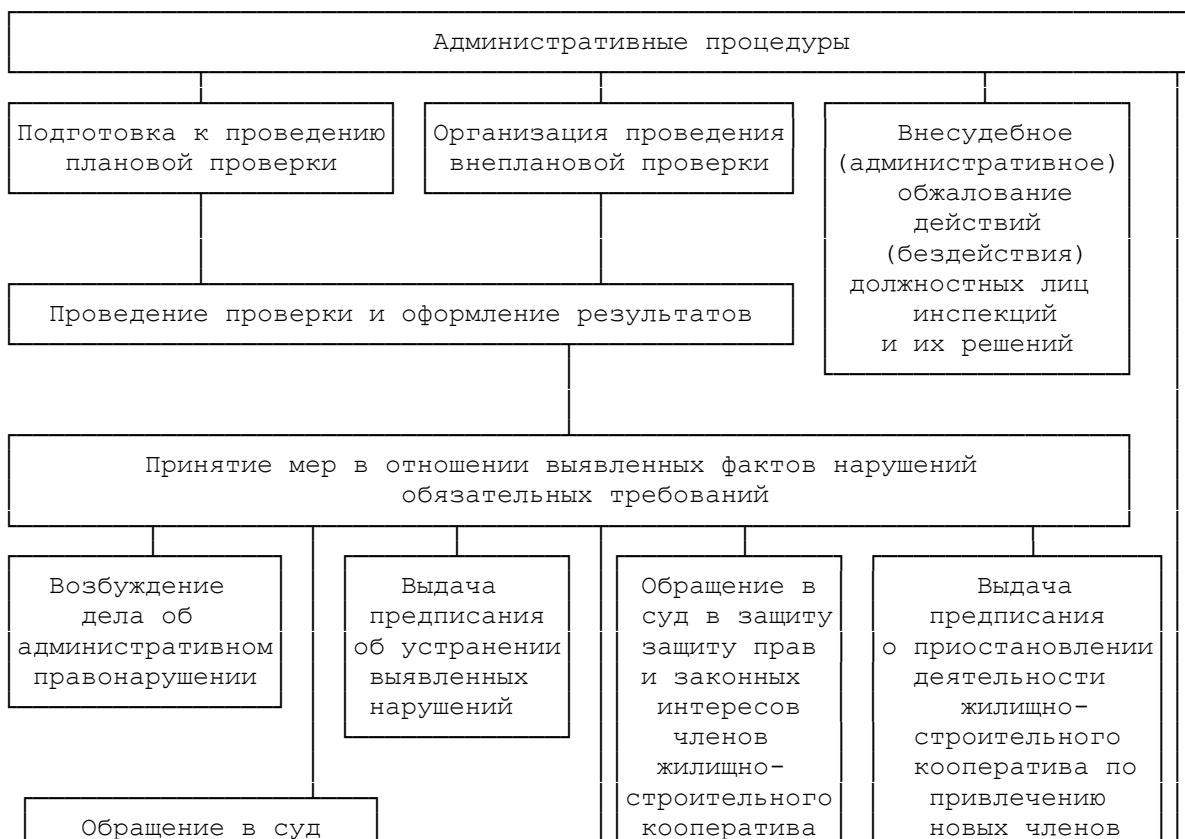 Административные процедуры
Подготовка к проведению
плановой проверки
Организация проведения
внеплановой проверки
Внесудебное
(административное)
обжалование
действий
(бездействия)
должностных лиц
инспекций
и их решений
Проведение проверки и оформление результатов
Принятие мер в отношении выявленных фактов нарушений
обязательных требований
Возбуждение
дела об
административном
правонарушении
Выдача
предписания
об устранении
выявленных
нарушений
Обращение в
суд в защиту
защиту прав
и законных
интересов
членов
жилищно-
строительного
кооператива
Выдача
предписания
о приостановлении
деятельности
жилищно-
строительного
кооператива по
привлечению
новых членов
Обращение в суд